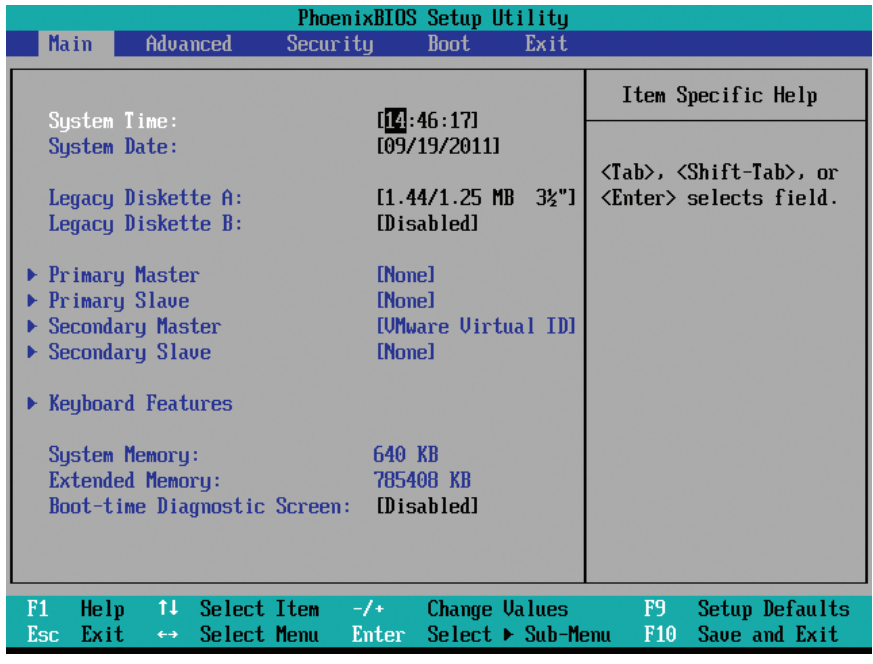 PhoenixBIOS Setup Utility
Main Advanced Security Boot Exit
Item Specific Help
System Time: [14:46:17]
System Date: [09/19/2011]
<Tab>, <Shift-Tab>, or
<Enter> selects field.
Legacy Diskette A: [1.44/1.25 MB 3½"]
Legacy Diskette B: [Disabled]
Primary Master [None]
Primary Slave [None]
Secondary Master [VMware Virtual ID]
Secondary Slave [None]
Keyboard Features
System Memory: 640 KB
Extended Memory: 785408 KB
Boot-time Diagnostic Screen: [Disabled]
F1 Help ↑↓ Select Item -/+ Change Values F9 Setup Defaults
Esc Exit ↔ Select Menu Enter Select ▶ Sub-Menu F10 Save and Exit